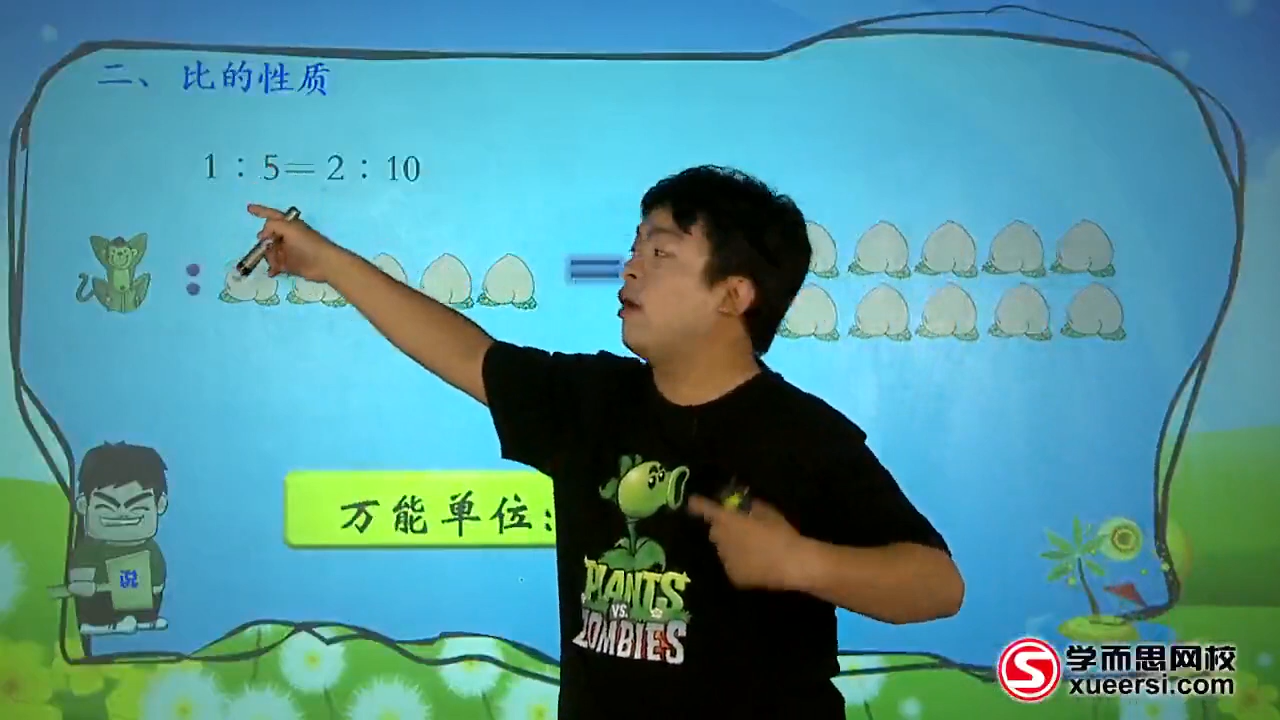 二、比的性质
1：5=2：10
万能单位：
说
PLANTS
VS.
ZOMBIES
学而思网校
xueersi.com